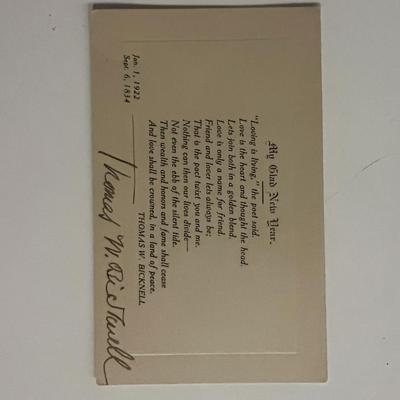 My Glad New Year.
"Loving is living," the poet said.
Love is the heart and thought the head.
Lets join both in a golden blend.
Love is only a name for friend.
Friend and lover lets always be;
That is the pact twixt you and me.
Nothing can then our lives divide—
Not even the ebb of the silent tide.
Then wealth and honors and fame shall cease
And love shall be crowned, in a land of peace.
THOMAS W. BICKNELL
Jan. 1, 1922
Sept. 6, 1834
Thomas W. Bicknell